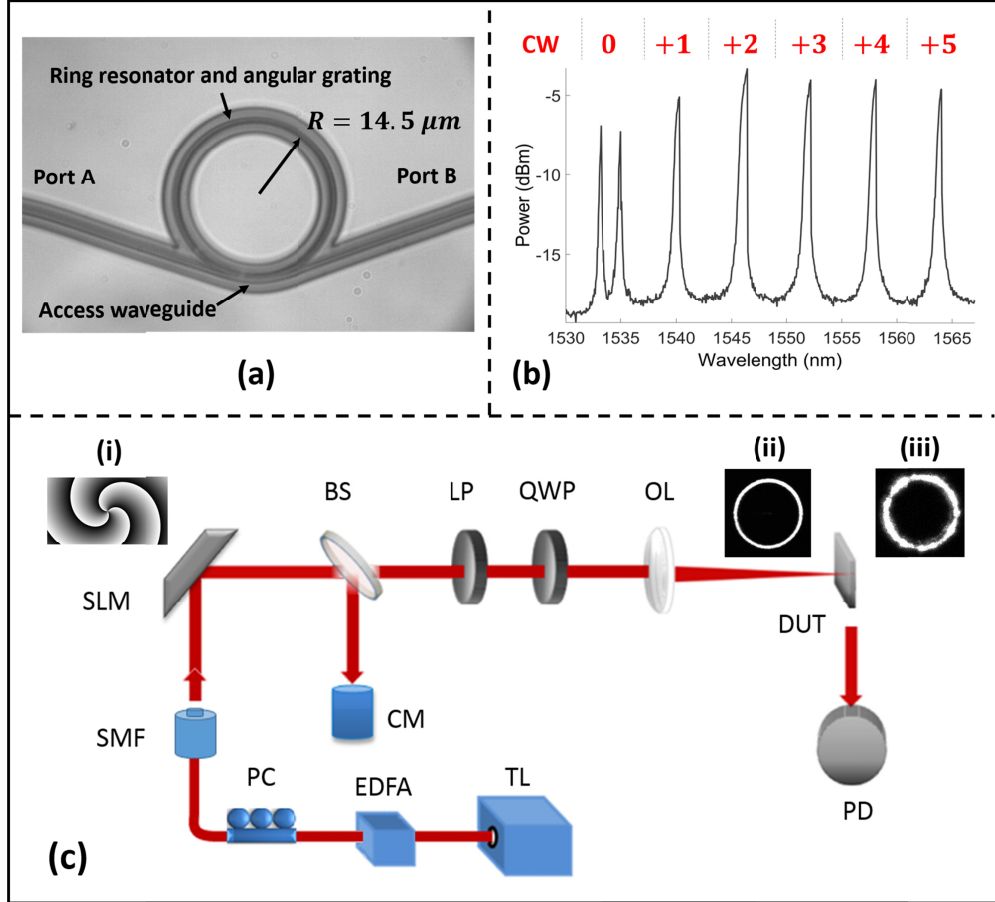 Ring resonator and angular grating
R = 14.5 μm
Port A
Port B
Access waveguide
(a)
CW 0 +1 +2 +3 +4 +5
Power (dBm)
-5
-10
-15
1530 1535 1540 1545 1550 1555 1560 1565
Wavelength (nm)
(b)
(i)
(ii)
(iii)
BS
LP
QWP
OL
SLM
DUT
CM
SMF
PC
EDFA
TL
PD
(c)